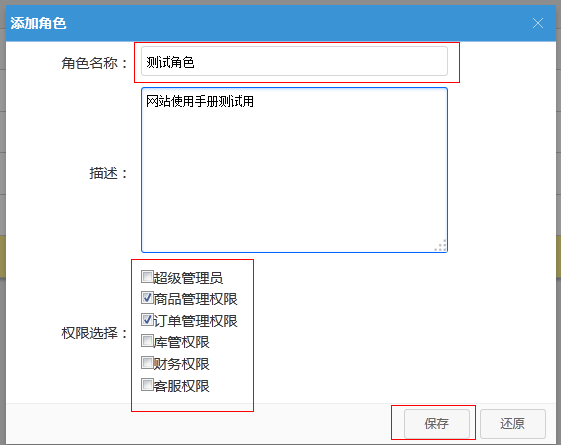 添加角色
角色名称：
测试角色
描述：
网站使用手册测试用
权限选择：
超级管理员
商品管理权限
订单管理权限
库管权限
财务权限
客服权限
保存
还原